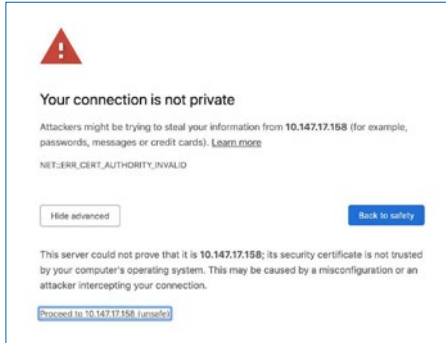 Your connection is not private
Attackers might be trying to steal your information from 10.147.17.158 (for example,
passwords, messages or credit cards). Learn more
NET::ERR_CERT_AUTHORITY_INVALID
Hide advanced
Back to safety
This server could not prove that it is 10.147.17.158; its security certificate is not trusted
by your computer's operating system. This may be caused by a misconfiguration or an
attacker intercepting your connection.
Proceed to 10.147.17.158 (unsafe)